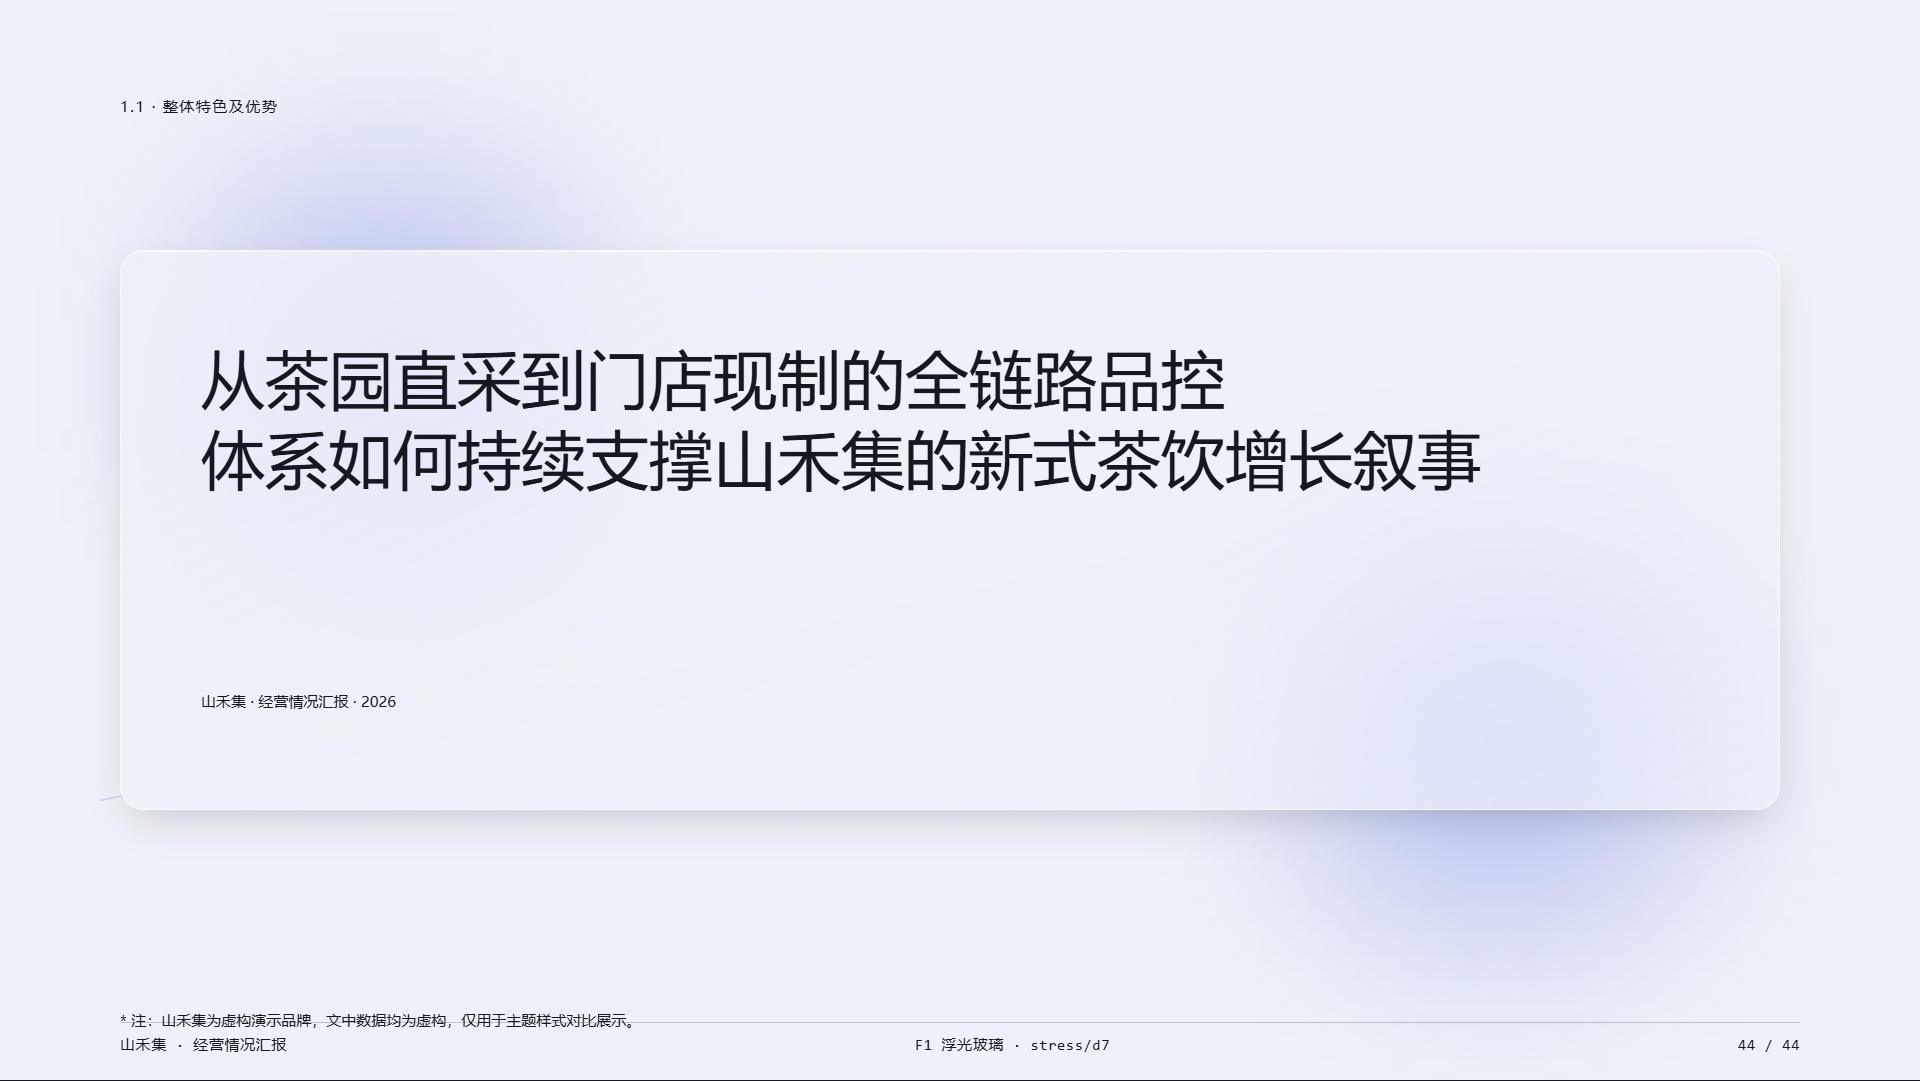 1.1 · 整体特色及优势
从茶园直采到门店现制的全链路品控
体系如何持续支撑山禾集的新式茶饮增长叙事
山禾集 · 经营情况汇报 · 2026
* 注：山禾集为虚构演示品牌，文中数据均为虚构，仅用于主题样式对比展示。
山禾集 · 经营情况汇报
F1 浮光玻璃 · stress/d7
44 / 44